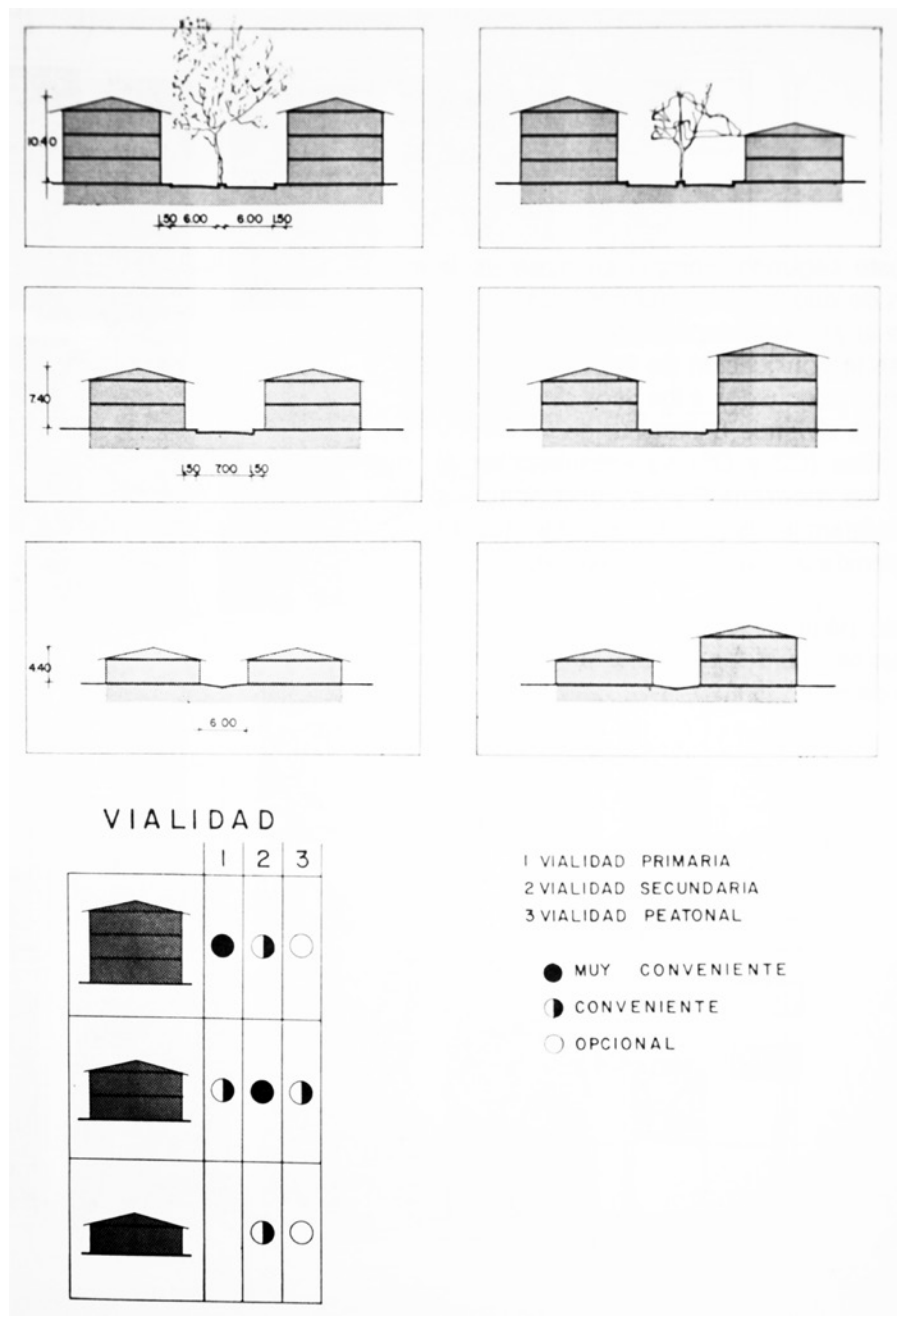 10.40
1.50 6.00 6.00 1.50
7.40
1.50 7.00 1.50
4.40
6.00
VIALIDAD
1 2 3
1 VIALIDAD PRIMARIA
2 VIALIDAD SECUNDARIA
3 VIALIDAD PEATONAL
MUY CONVENIENTE
CONVENIENTE
OPCIONAL